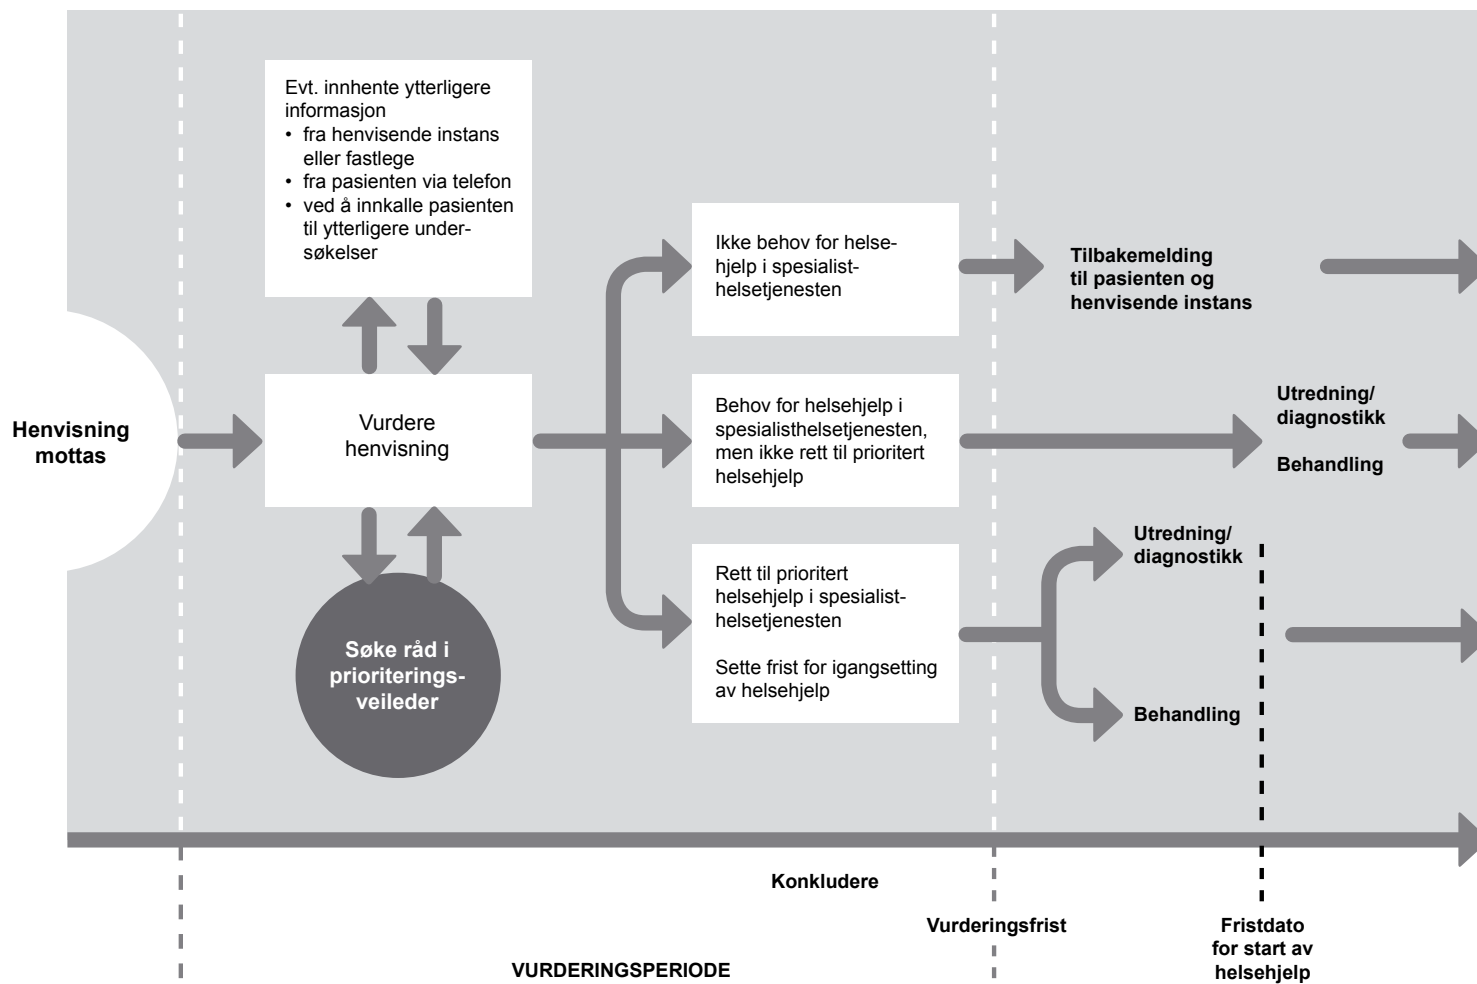 Evt. innhente ytterligere
informasjon
• fra henvisende instans
eller fastlege
• fra pasienten via telefon
• ved å innkalle pasienten
til ytterligere under-
søkelser
Henvisning
mottas
Vurdere
henvisning
Søke råd i
prioriterings-
veileder
Ikke behov for helse-
hjelp i spesialist-
helsetjenesten
Tilbakemelding
til pasienten og
henvisende instans
Behov for helsehjelp i
spesialisthelsetjenesten,
men ikke rett til prioritert
helsehjelp
Utredning/
diagnostikk
Behandling
Rett til prioritert
helsehjelp i spesialist-
helsetjenesten
Sette frist for igangsetting
av helsehjelp
Utredning/
diagnostikk
Behandling
Konkludere
Vurderingsfrist
Fristdato
for start av
helsehjelp
VURDERINGSPERIODE